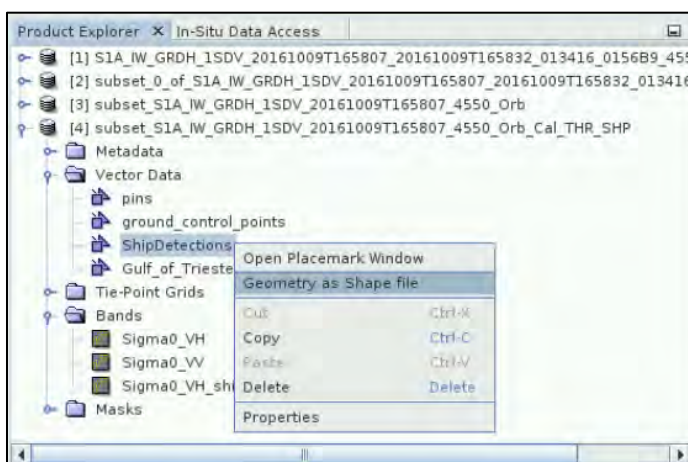 Product Explorer × In-Situ Data Access
[1] S1A_IW_GRDH_1SDV_20161009T165807_20161009T165832_013416_0156B9_455
[2] subset_0_of_S1A_IW_GRDH_1SDV_20161009T165807_20161009T165832_013416
[3] subset_S1A_IW_GRDH_1SDV_20161009T165807_4550_Orb
[4] subset_S1A_IW_GRDH_1SDV_20161009T165807_4550_Orb_Cal_THR_SHP
Metadata
Vector Data
pins
ground_control_points
ShipDetections
Gulf_of_Trieste
Tie-Point Grids
Bands
Sigma0_VH
Sigma0_VV
Sigma0_VH_shi
Masks
Open Placemark Window
Geometry as Shape file
Cut Ctrl-X
Copy Ctrl-C
Paste Ctrl-V
Delete Delete
Properties